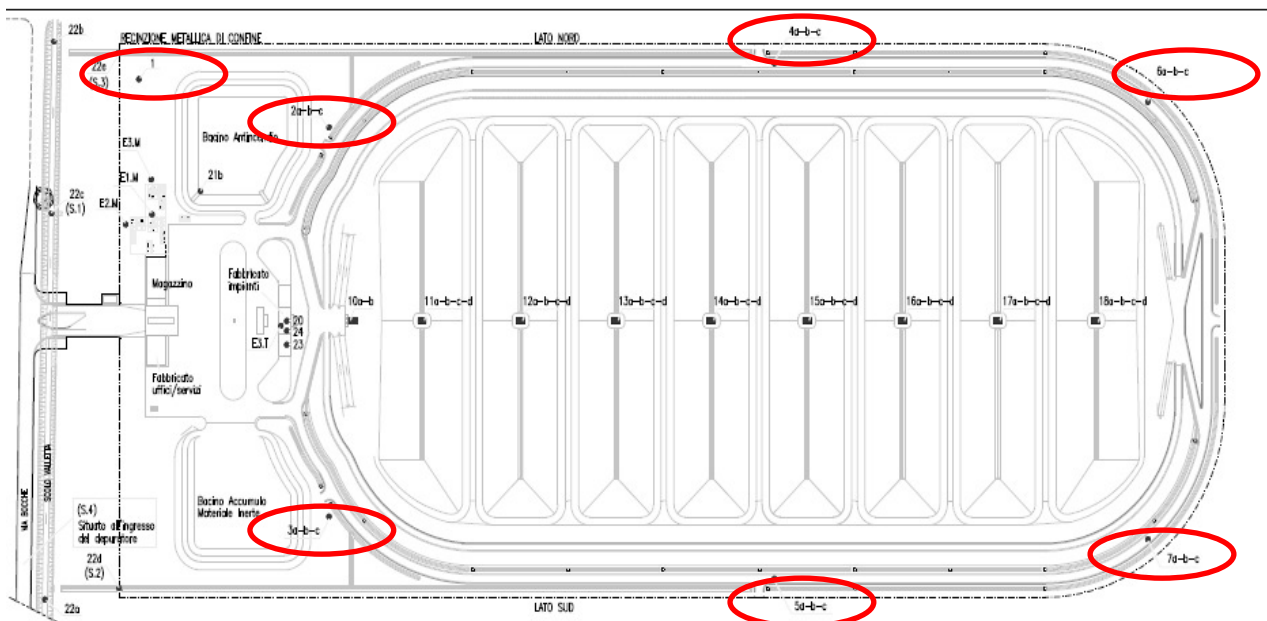 22b
RECINZIONE METALLICA DI CONFINE
LATO NORD
4a-b-c
1
22e
(S.3)
6a-b-c
2a-b-c
Bacino Antincendio
E3.M
E1.M
21b
22c
(S.1)
E2.M
Magazzino
Fabbricato
impianti
10a-b
11a-b-c-d
12a-b-c-d
13a-b-c-d
14a-b-c-d
15a-b-c-d
16a-b-c-d
17a-b-c-d
18a-b-c-d
20
24
E3.T
23
Fabbricato
uffici/servizi
VIA BOCCHE
SCOLO VALLETTA
Bacino Accumulo
Materiale Inerte
(S.4)
Situato all'ingresso
del depuratore
3a-b-c
22d
(S.2)
7a-b-c
22a
LATO SUD
5a-b-c